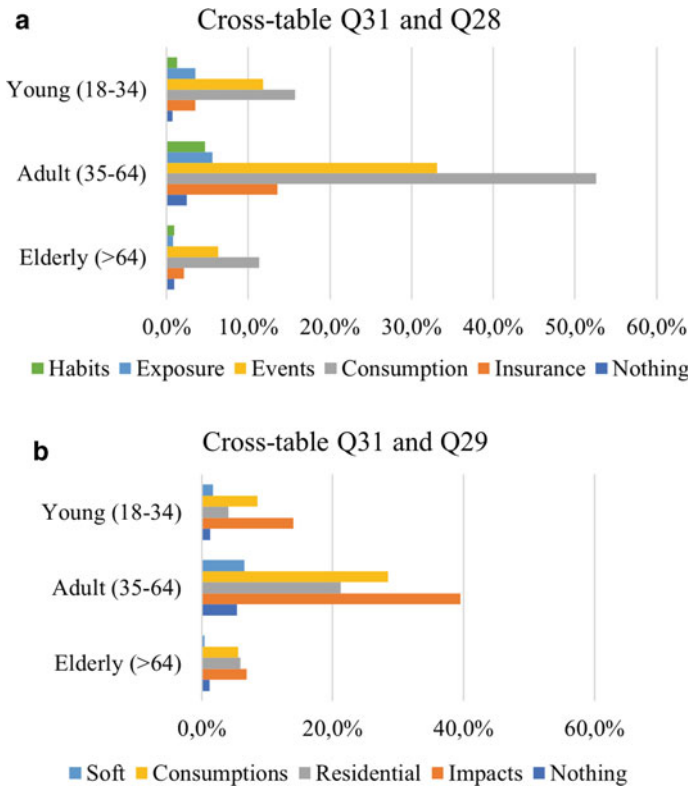 a
Cross-table Q31 and Q28
Young (18-34)
Adult (35-64)
Elderly (>64)
0,0% 10,0% 20,0% 30,0% 40,0% 50,0% 60,0%
Habits Exposure Events Consumption Insurance Nothing
b
Cross-table Q31 and Q29
Young (18-34)
Adult (35-64)
Elderly (>64)
0,0% 20,0% 40,0% 60,0%
Soft Consumptions Residential Impacts Nothing